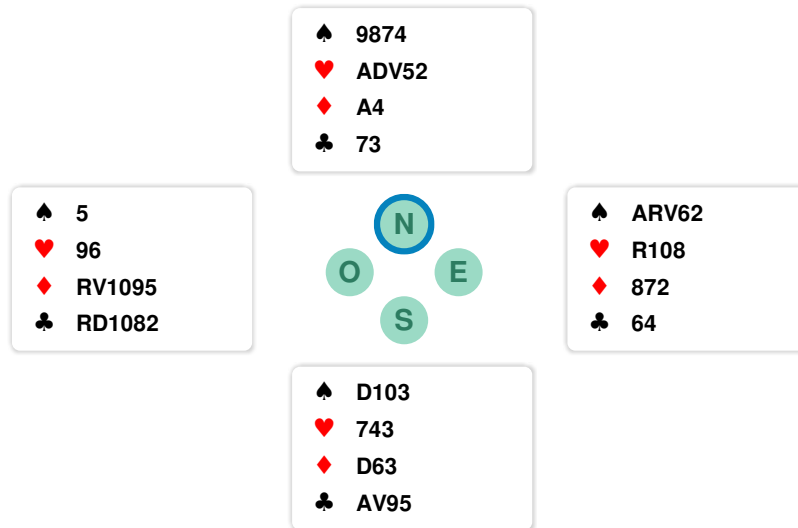 ♠ 9874
♥ ADV52
♦ A4
♣ 73
♠ 5
♥ 96
♦ RV1095
♣ RD1082
N
O E
S
♠ ARV62
♥ R108
♦ 872
♣ 64
♠ D103
♥ 743
♦ D63
♣ AV95